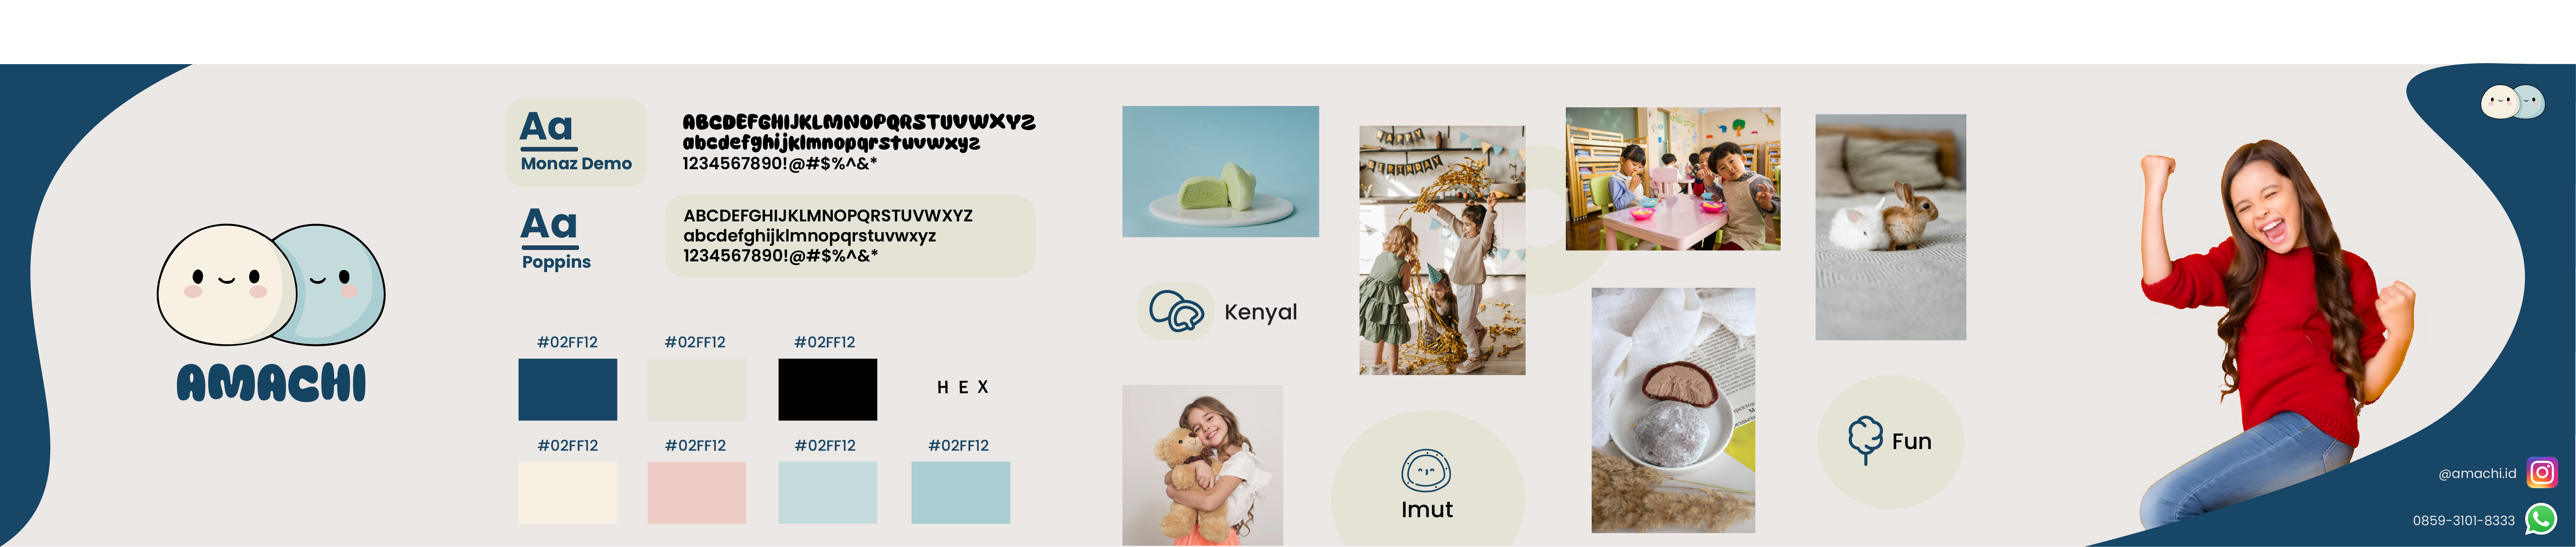 AMACHI
Aa
Monaz Demo
ABCDEFGHIJKLMNOPQRSTUVWXYZ
abcdefghijklmnopqrstuvwxyz
1234567890!@#$%^&*
Aa
Poppins
ABCDEFGHIJKLMNOPQRSTUVWXYZ
abcdefghijklmnopqrstuvwxyz
1234567890!@#$%^&*
#02FF12
#02FF12
#02FF12
HEX
#02FF12
#02FF12
#02FF12
#02FF12
Kenyal
Imut
Fun
@amachi.id
0859-3101-8333